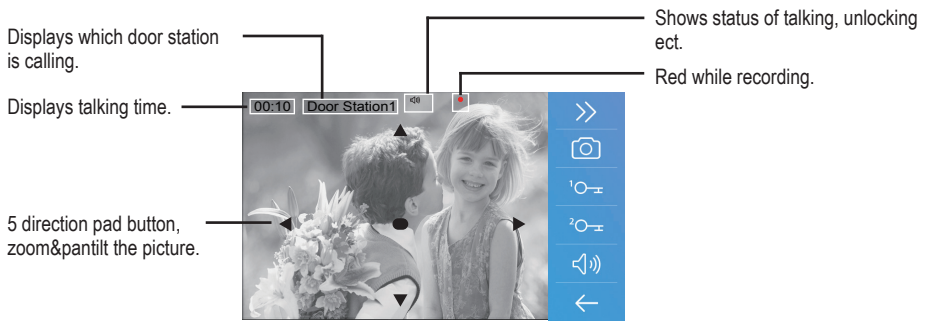 Shows status of talking, unlocking
ect.
Displays which door station
is calling.
Red while recording.
Displays talking time.
00:10 Door Station1
1
2
5 direction pad button,
zoom&pantilt the picture.